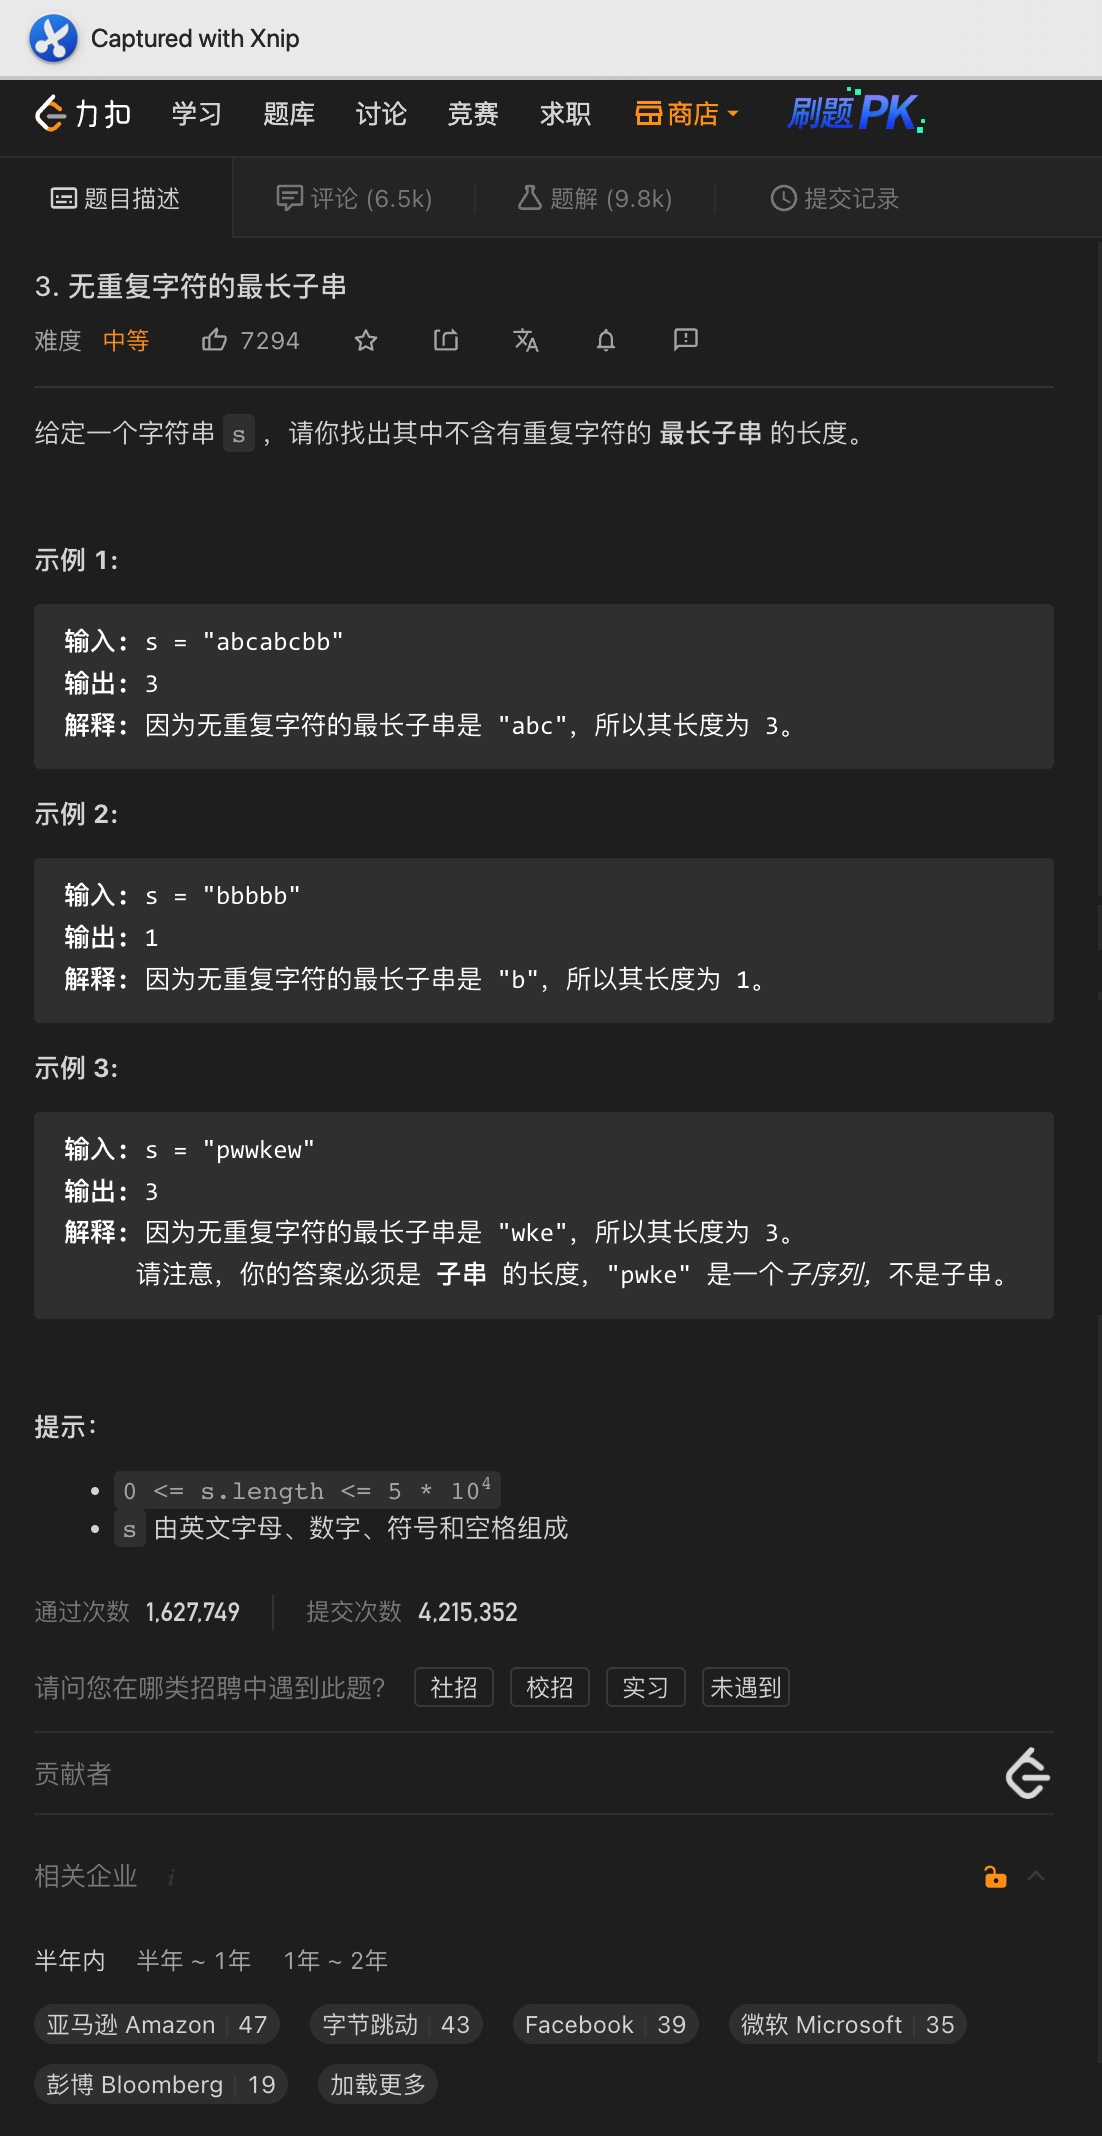 Captured with Xnip
力扣 学习 题库 讨论 竞赛 求职 商店 刷题PK
题目描述 评论 (6.5k) 题解 (9.8k) 提交记录
3. 无重复字符的最长子串
难度 中等 7294
给定一个字符串 s ，请你找出其中不含有重复字符的 最长子串 的长度。
示例 1:
输入: s = "abcabcbb"
输出: 3
解释: 因为无重复字符的最长子串是 "abc"，所以其长度为 3。
示例 2:
输入: s = "bbbbb"
输出: 1
解释: 因为无重复字符的最长子串是 "b"，所以其长度为 1。
示例 3:
输入: s = "pwwkew"
输出: 3
解释: 因为无重复字符的最长子串是 "wke"，所以其长度为 3。
请注意，你的答案必须是 子串 的长度，"pwke" 是一个子序列，不是子串。
提示：
0 <= s.length <= 5 * 10⁴
s 由英文字母、数字、符号和空格组成
通过次数 1,627,749 提交次数 4,215,352
请问您在哪类招聘中遇到此题? 社招 校招 实习 未遇到
贡献者
相关企业 i
半年内 半年 ~ 1年 1年 ~ 2年
亚马逊 Amazon 47 字节跳动 43 Facebook 39 微软 Microsoft 35
彭博 Bloomberg 19 加载更多